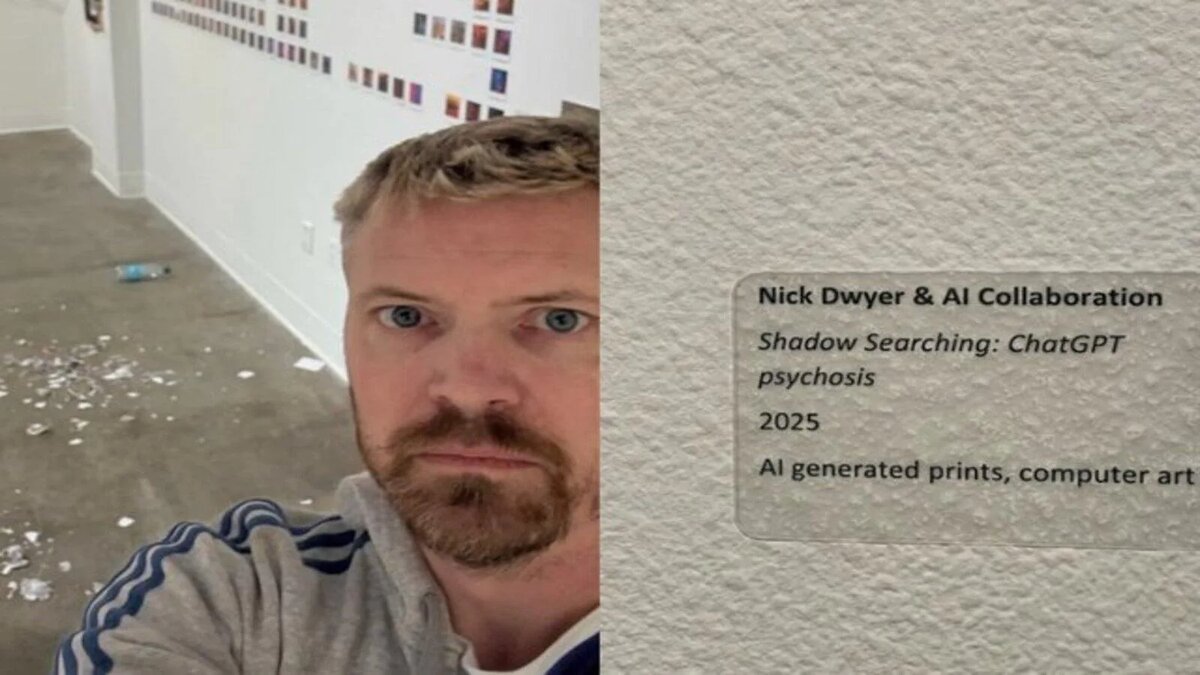 Nick Dwyer & AI Collaboration
Shadow Searching: ChatGPT
psychosis
2025
AI generated prints, computer art